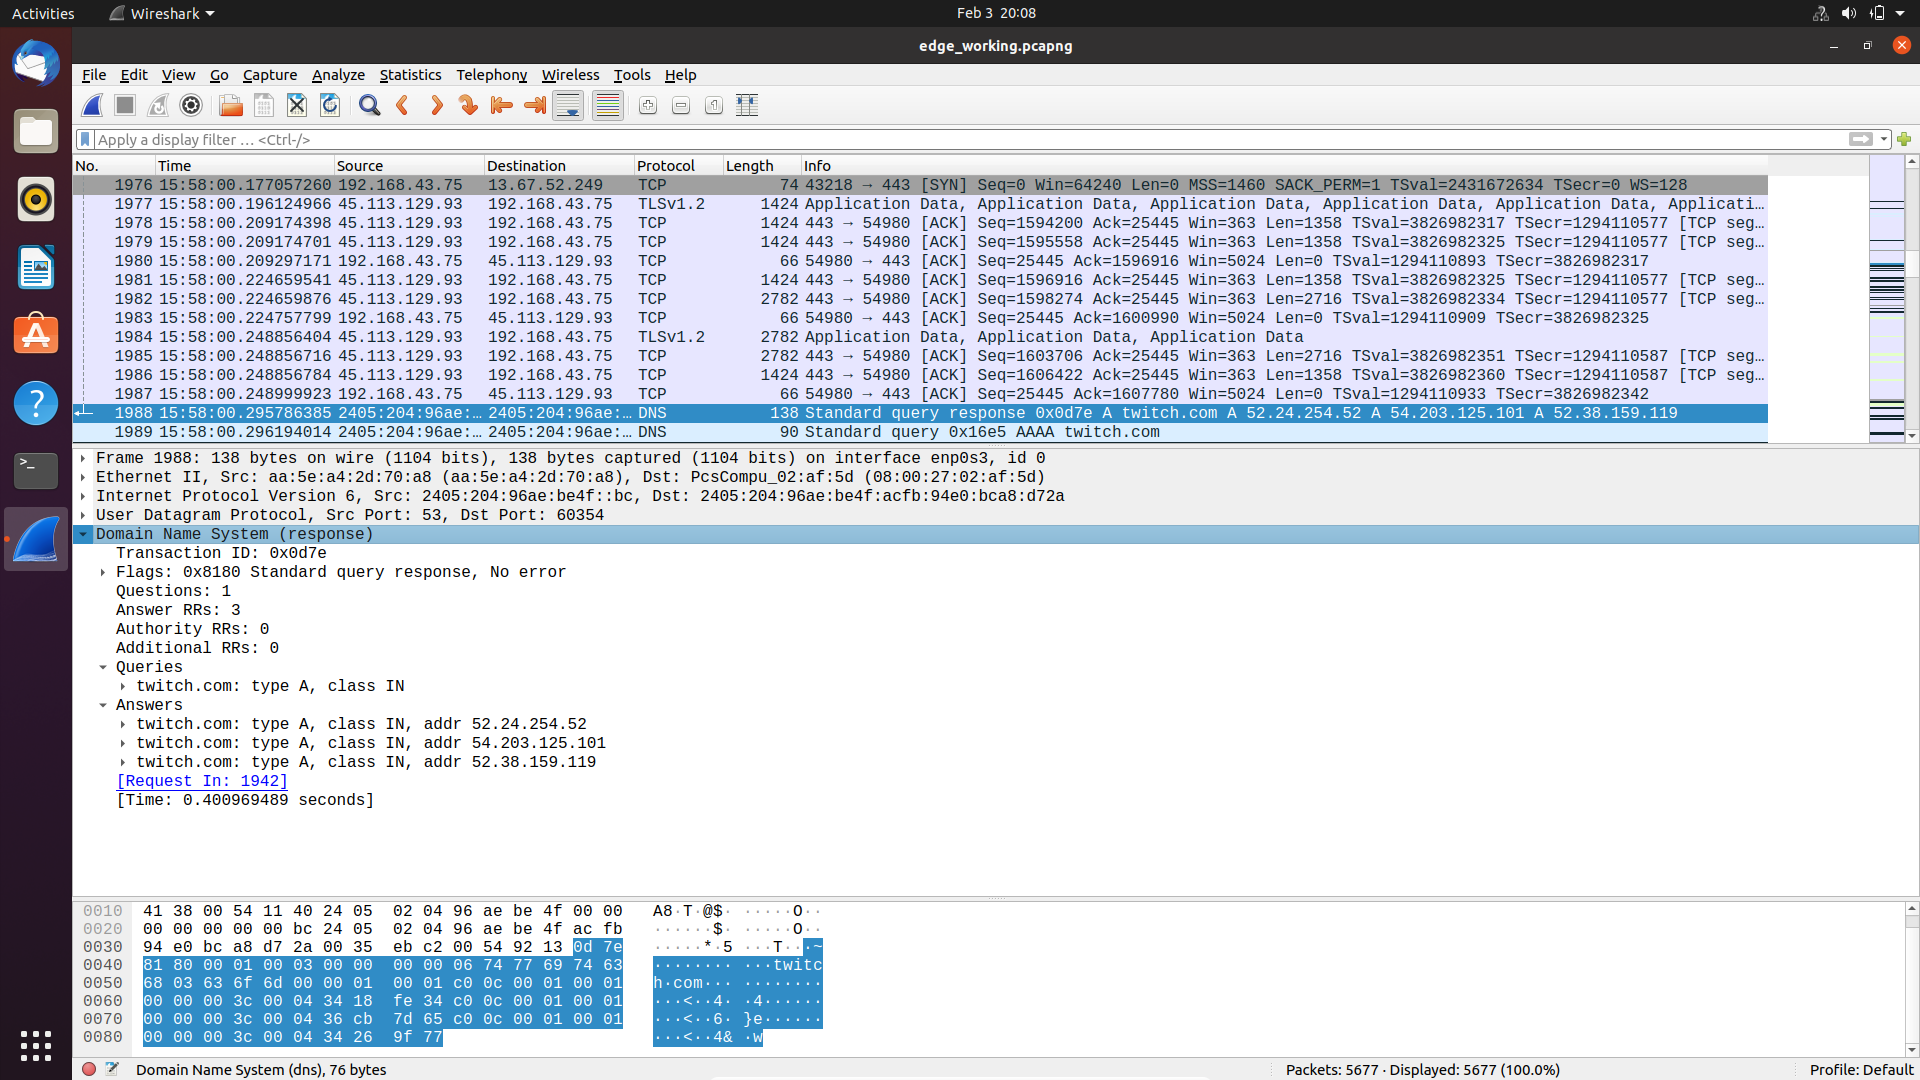 Activities Wireshark Feb 3 20:08
edge_working.pcapng
File Edit View Go Capture Analyze Statistics Telephony Wireless Tools Help
Apply a display filter … <Ctrl-/>
No. Time Source Destination Protocol Length Info
1976 15:58:00.177057260 192.168.43.75 13.67.52.249 TCP 74 43218 → 443 [SYN] Seq=0 Win=64240 Len=0 MSS=1460 SACK_PERM=1 TSval=2431672634 TSecr=0 WS=128
1977 15:58:00.196124966 45.113.129.93 192.168.43.75 TLSv1.2 1424 Application Data, Application Data, Application Data, Application Data, Application Data, Applicati…
1978 15:58:00.209174398 45.113.129.93 192.168.43.75 TCP 1424 443 → 54980 [ACK] Seq=1594200 Ack=25445 Win=363 Len=1358 TSval=3826982317 TSecr=1294110577 [TCP seg…
1979 15:58:00.209174701 45.113.129.93 192.168.43.75 TCP 1424 443 → 54980 [ACK] Seq=1595558 Ack=25445 Win=363 Len=1358 TSval=3826982325 TSecr=1294110577 [TCP seg…
1980 15:58:00.209297171 192.168.43.75 45.113.129.93 TCP 66 54980 → 443 [ACK] Seq=25445 Ack=1596916 Win=5024 Len=0 TSval=1294110893 TSecr=3826982317
1981 15:58:00.224659541 45.113.129.93 192.168.43.75 TCP 1424 443 → 54980 [ACK] Seq=1596916 Ack=25445 Win=363 Len=1358 TSval=3826982325 TSecr=1294110577 [TCP seg…
1982 15:58:00.224659876 45.113.129.93 192.168.43.75 TCP 2782 443 → 54980 [ACK] Seq=1598274 Ack=25445 Win=363 Len=2716 TSval=3826982334 TSecr=1294110577 [TCP seg…
1983 15:58:00.224757799 192.168.43.75 45.113.129.93 TCP 66 54980 → 443 [ACK] Seq=25445 Ack=1600990 Win=5024 Len=0 TSval=1294110909 TSecr=3826982325
1984 15:58:00.248856404 45.113.129.93 192.168.43.75 TLSv1.2 2782 Application Data, Application Data, Application Data
1985 15:58:00.248856716 45.113.129.93 192.168.43.75 TCP 2782 443 → 54980 [ACK] Seq=1603706 Ack=25445 Win=363 Len=2716 TSval=3826982351 TSecr=1294110587 [TCP seg…
1986 15:58:00.248856784 45.113.129.93 192.168.43.75 TCP 1424 443 → 54980 [ACK] Seq=1606422 Ack=25445 Win=363 Len=1358 TSval=3826982360 TSecr=1294110587 [TCP seg…
1987 15:58:00.248999923 192.168.43.75 45.113.129.93 TCP 66 54980 → 443 [ACK] Seq=25445 Ack=1607780 Win=5024 Len=0 TSval=1294110933 TSecr=3826982342
1988 15:58:00.295786385 2405:204:96ae:… 2405:204:96ae:… DNS 138 Standard query response 0x0d7e A twitch.com A 52.24.254.52 A 54.203.125.101 A 52.38.159.119
1989 15:58:00.296194014 2405:204:96ae:… 2405:204:96ae:… DNS 90 Standard query 0x16e5 AAAA twitch.com
Frame 1988: 138 bytes on wire (1104 bits), 138 bytes captured (1104 bits) on interface enp0s3, id 0
Ethernet II, Src: aa:5e:a4:2d:70:a8 (aa:5e:a4:2d:70:a8), Dst: PcsCompu_02:af:5d (08:00:27:02:af:5d)
Internet Protocol Version 6, Src: 2405:204:96ae:be4f::bc, Dst: 2405:204:96ae:be4f:acfb:94e0:bca8:d72a
User Datagram Protocol, Src Port: 53, Dst Port: 60354
Domain Name System (response)
Transaction ID: 0x0d7e
Flags: 0x8180 Standard query response, No error
Questions: 1
Answer RRs: 3
Authority RRs: 0
Additional RRs: 0
Queries
twitch.com: type A, class IN
Answers
twitch.com: type A, class IN, addr 52.24.254.52
twitch.com: type A, class IN, addr 54.203.125.101
twitch.com: type A, class IN, addr 52.38.159.119
[Request In: 1942]
[Time: 0.400969489 seconds]
0010 41 38 00 54 11 40 24 05 02 04 96 ae be 4f 00 00 A8·T·@$· ·····O··
0020 00 00 00 00 00 bc 24 05 02 04 96 ae be 4f ac fb ······$· ·····O··
0030 94 e0 bc a8 d7 2a 00 35 eb c2 00 54 92 13 0d 7e ·····*·5 ···T···~
0040 81 80 00 01 00 03 00 00 00 00 06 74 77 69 74 63 ········ ···twitc
0050 68 03 63 6f 6d 00 00 01 00 01 c0 0c 00 01 00 01 h·com··· ········
0060 00 00 00 3c 00 04 34 18 fe 34 c0 0c 00 01 00 01 ···<··4· ·4······
0070 00 00 00 3c 00 04 36 cb 7d 65 c0 0c 00 01 00 01 ···<··6· }e······
0080 00 00 00 3c 00 04 34 26 9f 77 ···<··4& ·w
Domain Name System (dns), 76 bytes Packets: 5677 · Displayed: 5677 (100.0%) Profile: Default